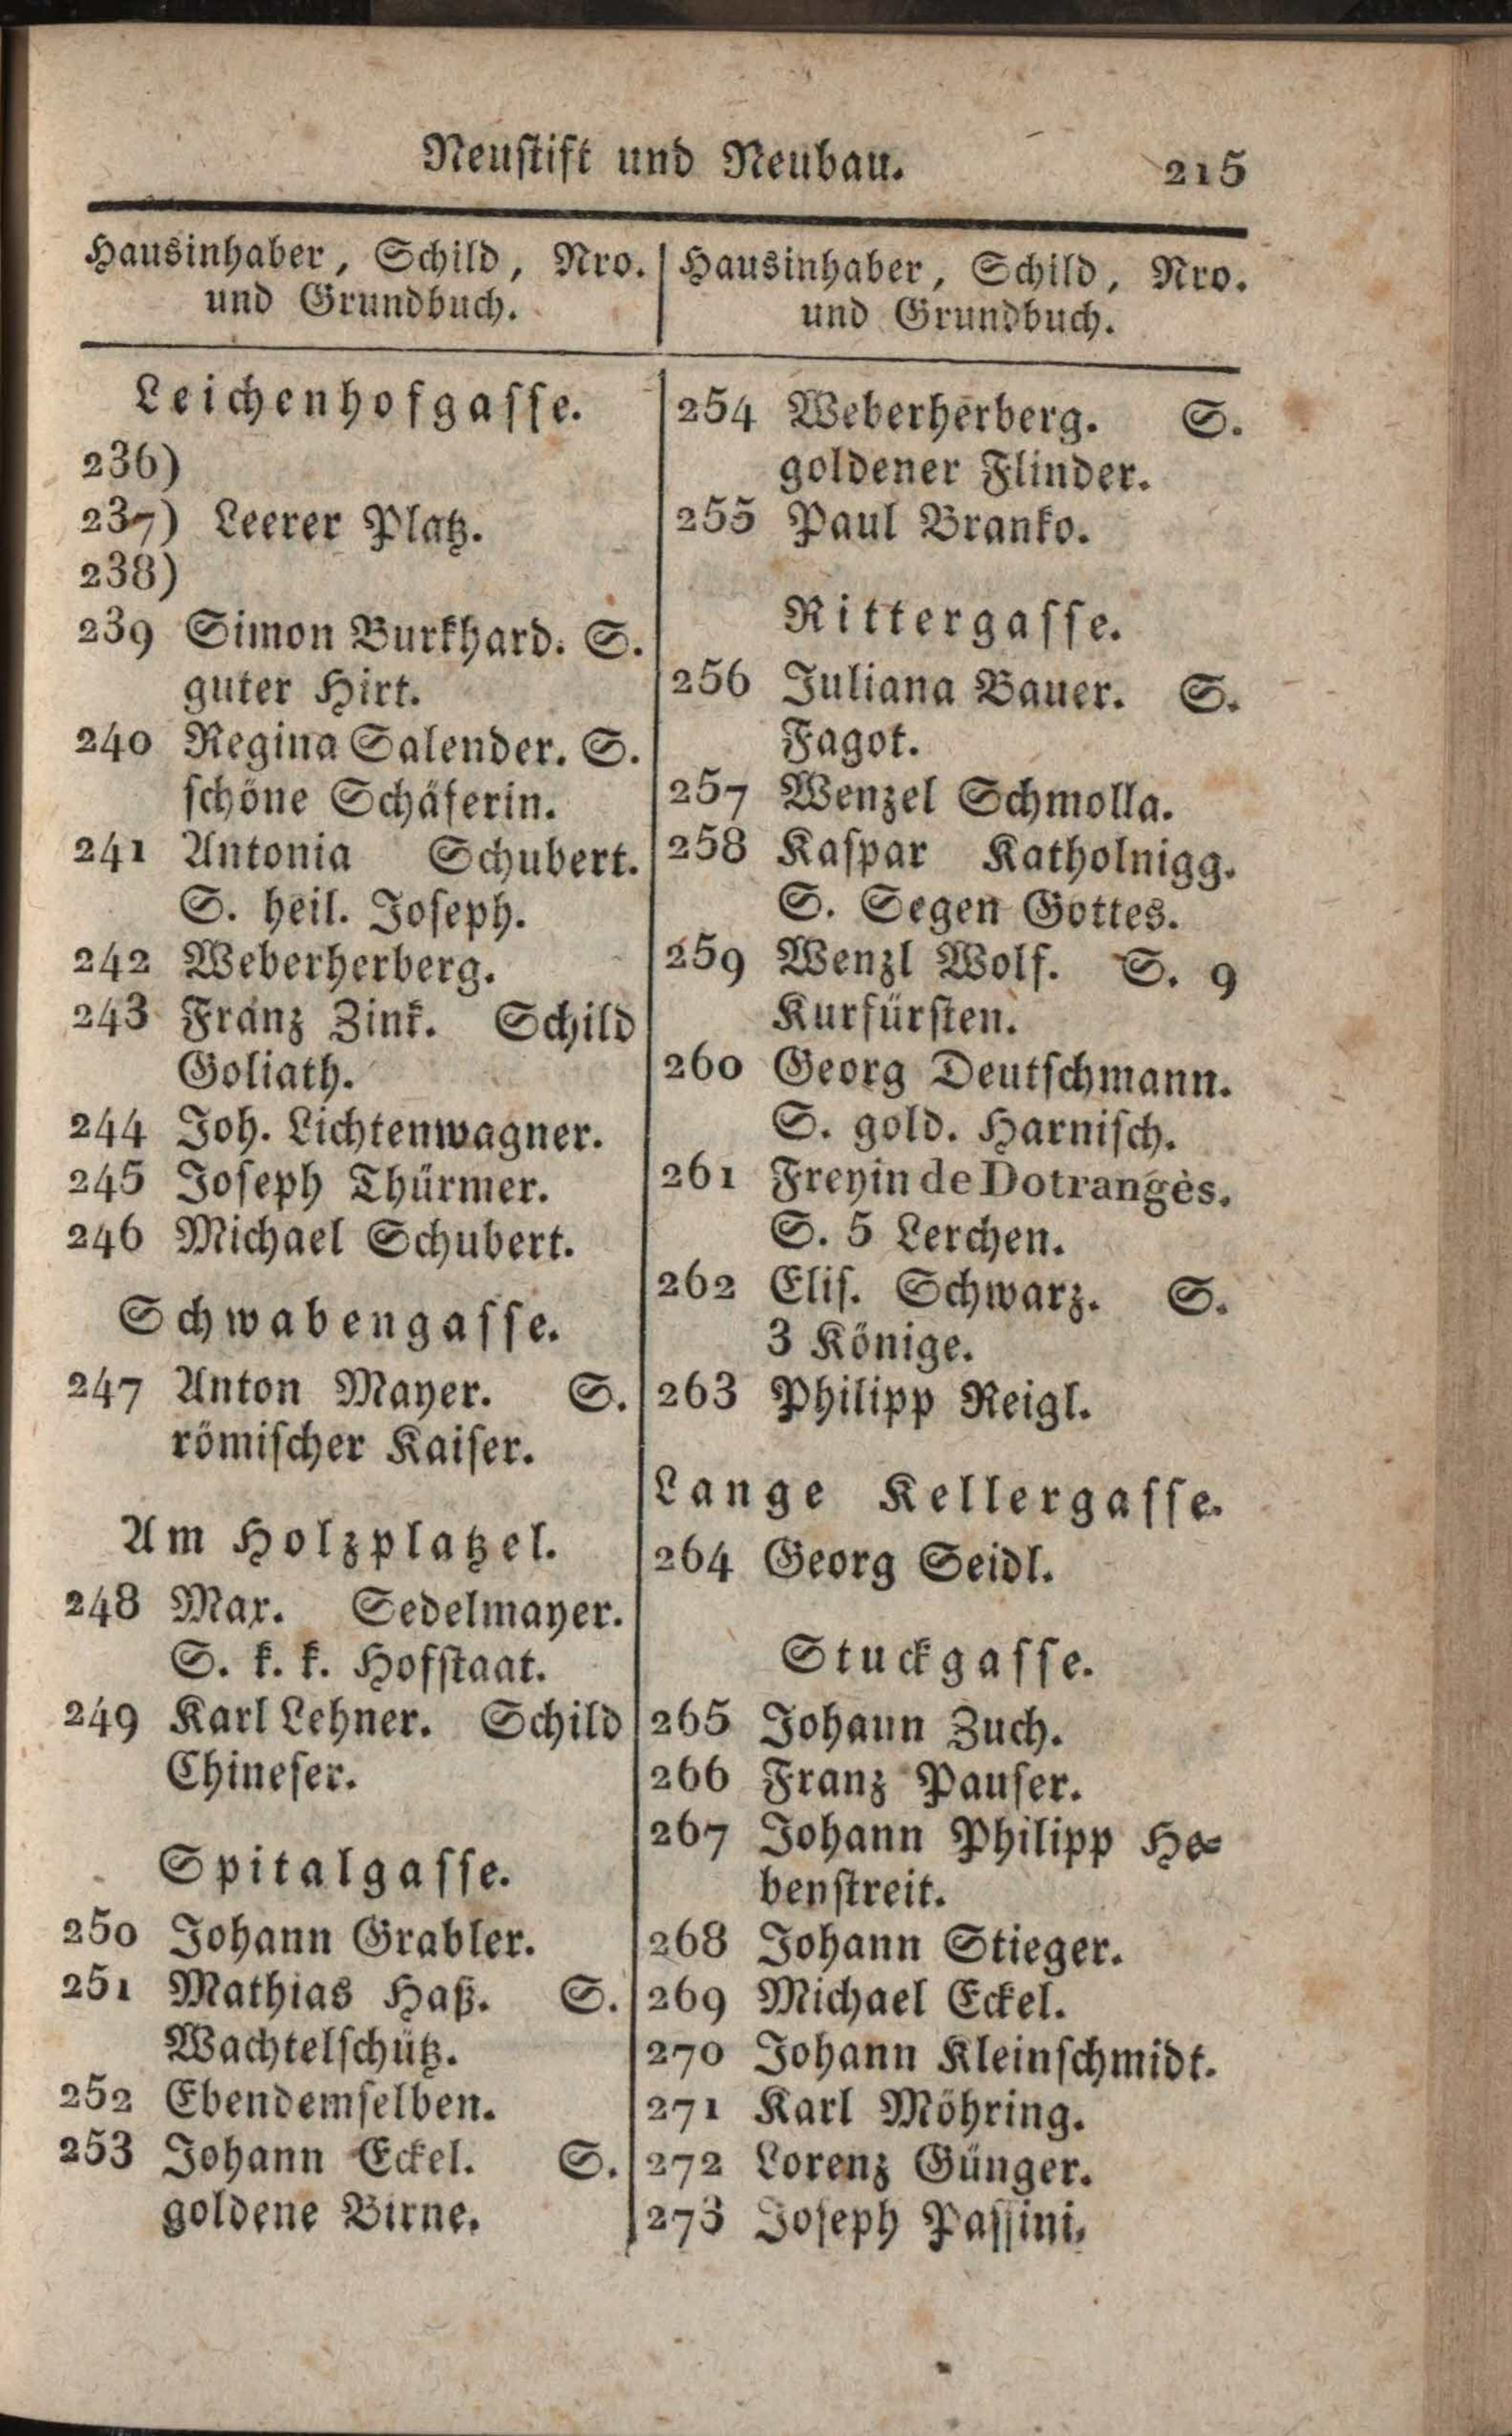 Neustift und Neubau. 215
Hausinhaber, Schild, Nro.
und Grundbuch.
Leichenhofgasse.
236)
237) Leerer Platz.
238)
239 Simon Burkhard. S.
guter Hirt.
240 Regina Salender. S.
schöne Schäferin.
241 Antonia Schubert.
S. heil. Joseph.
242 Weberherberg.
243 Franz Zink. Schild
Goliath.
244 Joh. Lichtenwagner.
245 Joseph Thürmer.
246 Michael Schubert.
Schwabengasse.
247 Anton Mayer. S.
römischer Kaiser.
Am Holzplatzel.
248 Max. Sedelmayer.
S. k. k. Hofstaat.
249 Karl Lehner. Schild
Chineser.
Spitalgasse.
250 Johann Grabler.
251 Mathias Haß. S.
Wachtelschütz.
252 Ebendemselben.
253 Johann Eckel. S.
goldene Birne.
Hausinhaber, Schild, Nro.
und Grundbuch.
254 Weberherberg. S.
goldener Flinder.
255 Paul Branko.
Rittergasse.
256 Juliana Bauer. S.
Fagot.
257 Wenzel Schmolla.
258 Kaspar Katholnigg.
S. Segen Gottes.
259 Wenzl Wolf. S. 9
Kurfürsten.
260 Georg Deutschmann.
S. gold. Harnisch.
261 Freyin de Dotrangès.
S. 5 Lerchen.
262 Elis. Schwarz. S.
3 Könige.
263 Philipp Reigl.
Lange Kellergasse.
264 Georg Seidl.
Stuckgasse.
265 Johann Zuch.
266 Franz Pauser.
267 Johann Philipp He-
benstreit.
268 Johann Stieger.
269 Michael Eckel.
270 Johann Kleinschmidt.
271 Karl Möhring.
272 Lorenz Günger.
273 Joseph Passini.